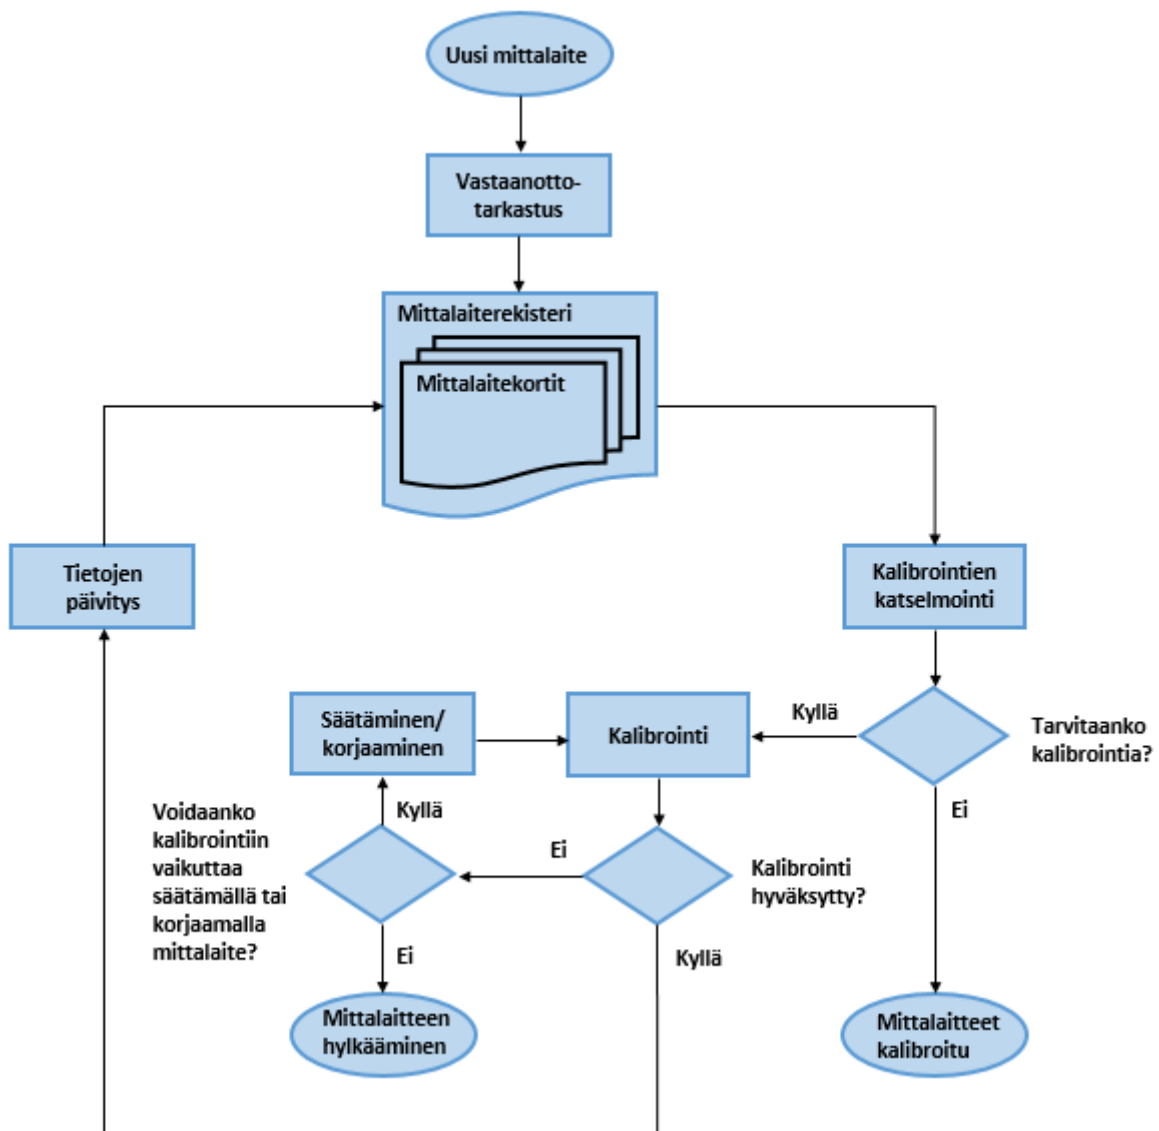 Uusi mittalaite
Vastaanotto-
tarkastus
Mittalaiterekisteri
Mittalaitekortit
Tietojen
päivitys
Kalibrointien
katselmointi
Säätäminen/
korjaaminen
Kalibrointi
Kyllä
Tarvitaanko
kalibrointia?
Voidaanko
kalibrointiin
vaikuttaa
säätämällä tai
korjaamalla
mittalaite?
Kyllä
Ei
Kalibrointi
hyväksytty?
Ei
Ei
Kyllä
Mittalaitteen
hylkääminen
Mittalaitteet
kalibroitu